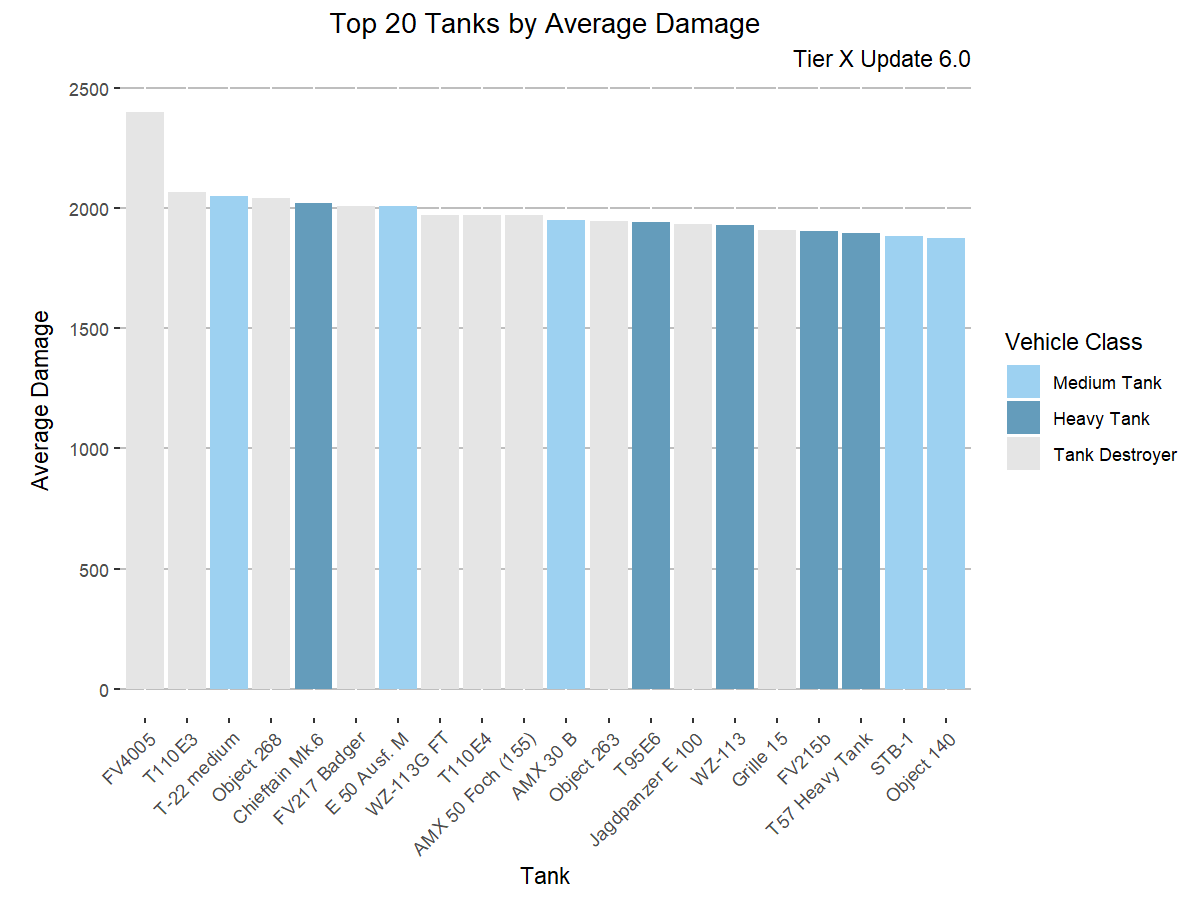 Top 20 Tanks by Average Damage
Tier X Update 6.0
Average Damage
2500
2000
1500
1000
500
0
FV4005
T110E3
T-22 medium
Object 268
Chieftain Mk.6
FV217 Badger
E 50 Ausf. M
WZ-113G FT
T110E4
AMX 50 Foch (155)
AMX 30 B
Object 263
T95E6
Jagdpanzer E 100
WZ-113
Grille 15
FV215b
T57 Heavy Tank
STB-1
Object 140
Tank
Vehicle Class
Medium Tank
Heavy Tank
Tank Destroyer